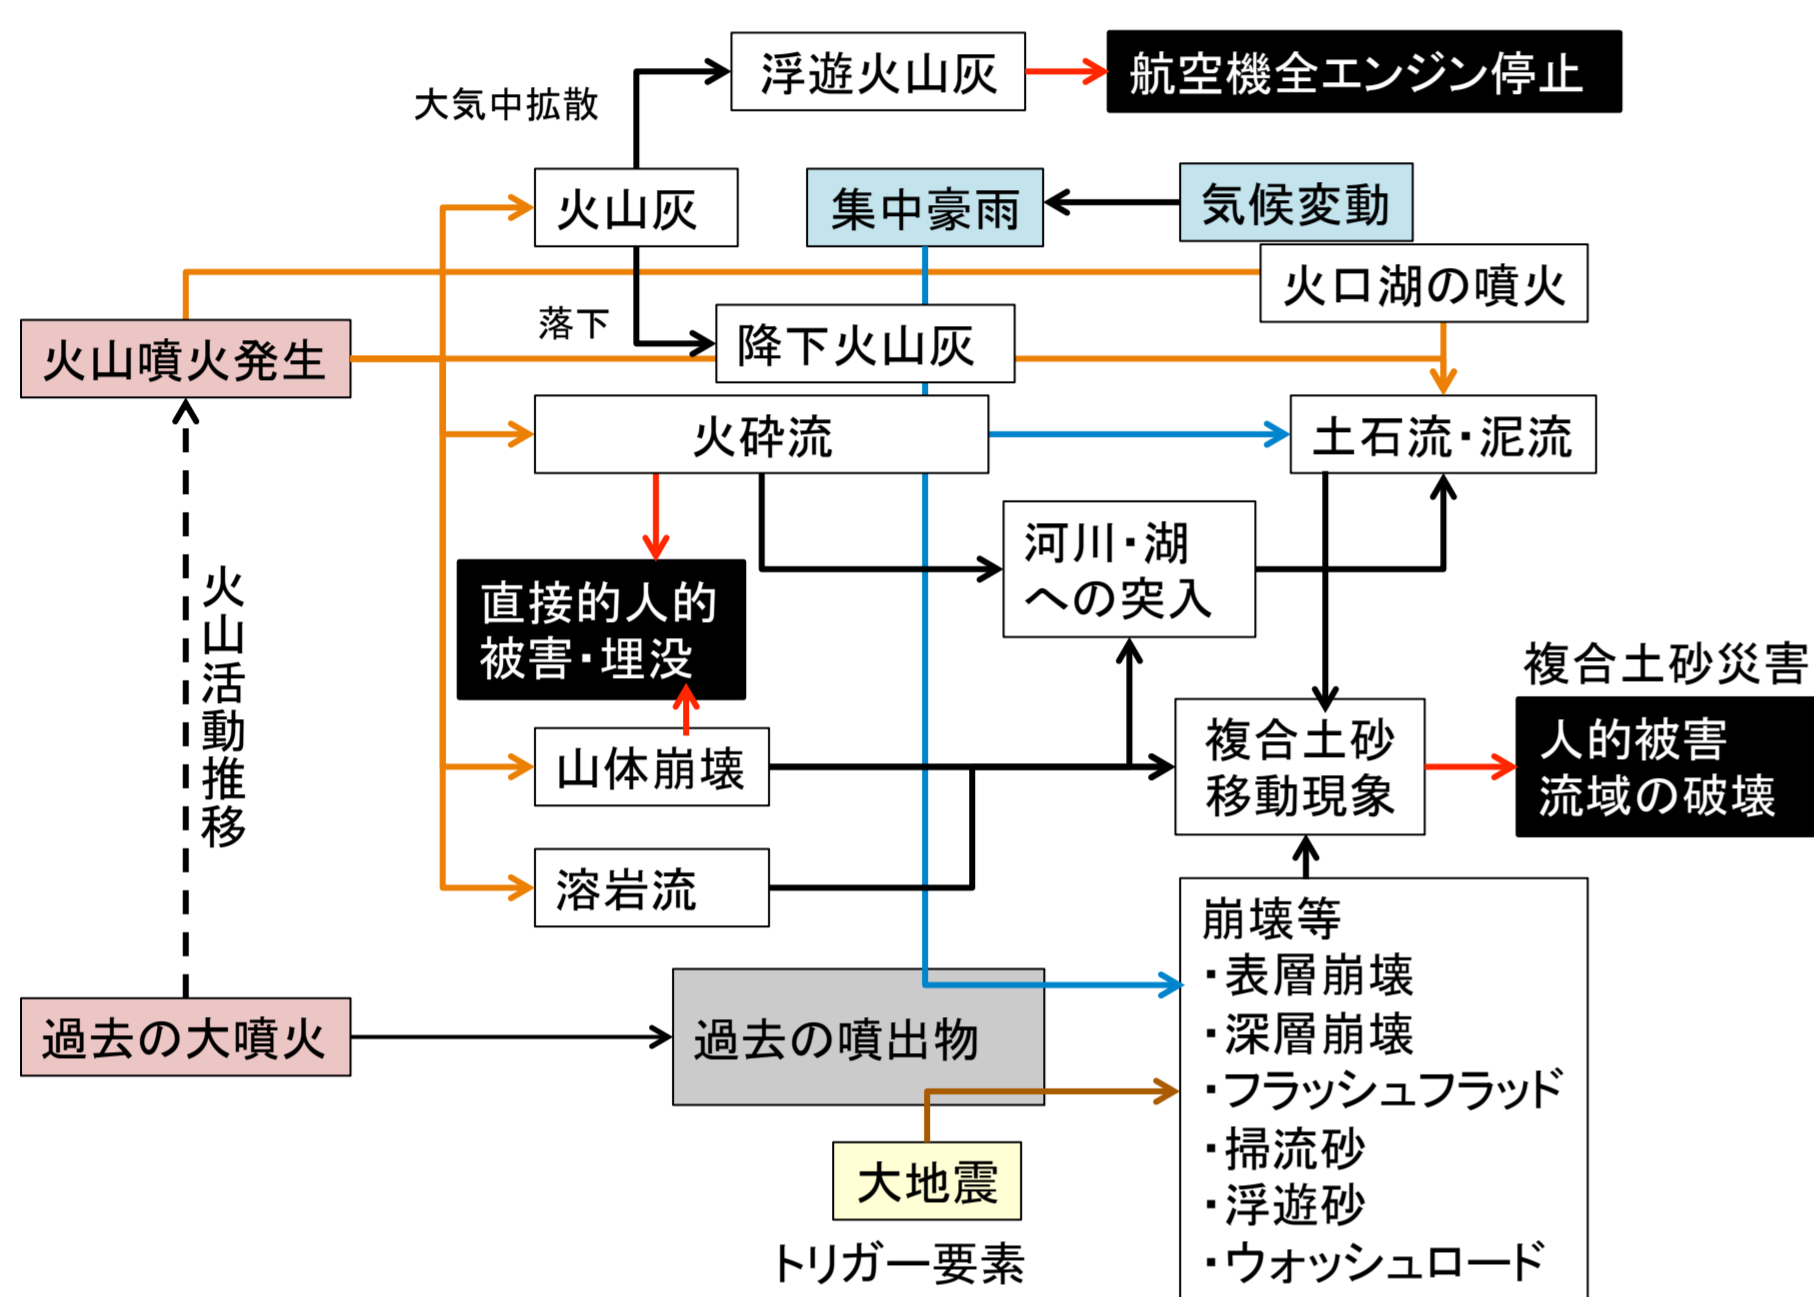 浮遊火山灰
航空機全エンジン停止
大気中拡散
火山灰
集中豪雨
気候変動
火口湖の噴火
落下
降下火山灰
火山噴火発生
火砕流
土石流・泥流
河川・湖
への突入
直接的人的
被害・埋没
火山活動推移
複合土砂災害
人的被害
流域の破壊
山体崩壊
複合土砂
移動現象
溶岩流
崩壊等
・表層崩壊
・深層崩壊
・フラッシュフラッド
・掃流砂
・浮遊砂
・ウォッシュロード
過去の大噴火
過去の噴出物
大地震
トリガー要素